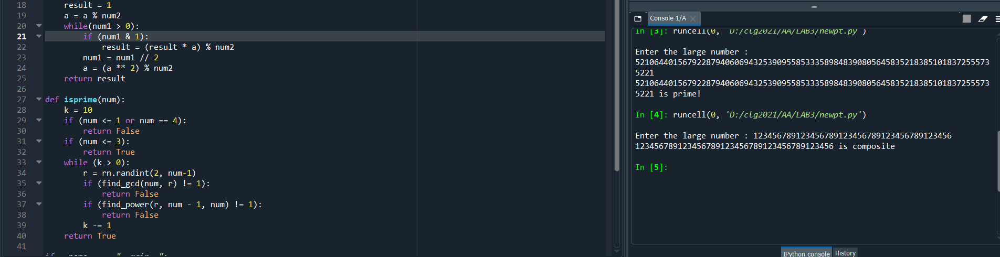 18 result = 1
19 a = a % num2
20 while(num1 > 0):
21 if (num1 & 1):
22 result = (result * a) % num2
23 num1 = num1 // 2
24 a = (a ** 2) % num2
25 return result
26
27 def isprime(num):
28 k = 10
29 if (num <= 1 or num == 4):
30 return False
31 if (num <= 3):
32 return True
33 while (k > 0):
34 r = rn.randint(2, num-1)
35 if (find_gcd(num, r) != 1):
36 return False
37 if (find_power(r, num - 1, num) != 1):
38 return False
39 k -= 1
40 return True
41
Console 1/A
In [3]: runcell(0, 'D:/clg2021/AA/LAB3/newpt.py')
Enter the large number :
521064401567922879406069432539095585333589848390805645835218385101837255573
5221
521064401567922879406069432539095585333589848390805645835218385101837255573
5221 is prime!
In [4]: runcell(0, 'D:/clg2021/AA/LAB3/newpt.py')
Enter the large number : 123456789123456789123456789123456789123456
123456789123456789123456789123456789123456 is composite
In [5]:
IPython console History